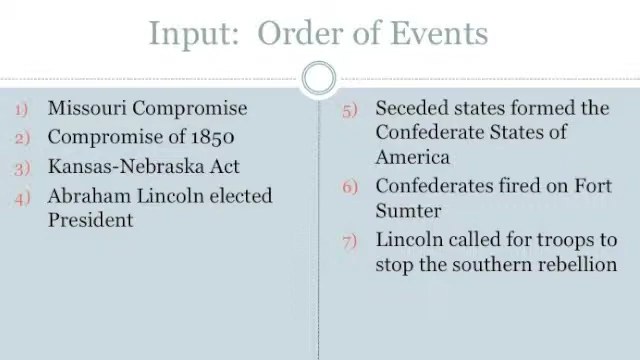 Input: Order of Events
1) Missouri Compromise
2) Compromise of 1850
3) Kansas-Nebraska Act
4) Abraham Lincoln elected
President
5) Seceded states formed the
Confederate States of
America
6) Confederates fired on Fort
Sumter
7) Lincoln called for troops to
stop the southern rebellion